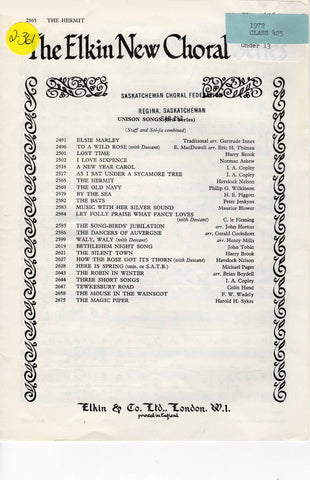 2565 THE HERMIT
2-361
1972
CLASS 405
Under 13
The Elkin New Choral
SASKATCHEWAN CHORAL FEDERATION
REGINA, SASKATCHEWAN
UNISON SONGS
(Staff and Sol-fa combined)
2491 ELSIE MARLEY Traditional arr. Gertrude Innes
2496 TO A WILD ROSE (with Descant) E. MacDowell arr. Eric H. Thiman
2501 LOST TIME Harry Brook
2502 I LOVE SIXPENCE Norman Askew
2516 A NEW YEAR CAROL I. A. Copley
2517 AS I SAT UNDER A SYCAMORE TREE I. A. Copley
2565 THE HERMIT Havelock Nelson
2569 THE OLD NAVY Philip G. Wilkinson
2579 BY THE SEA H. E. Piggott
2582 THE BATS Peter Jenkyns
2583 MUSIC WITH HER SILVER SOUND Maurice Blower
2584 LET FOLLY PRAISE WHAT FANCY LOVES
(with Descant) C. le Fleming
2585 THE SONG-BIRDS' JUBILATION arr. John Horton
2586 THE DANCERS OF AUVERGNE arr. Gerald Cockshott
2599 WALY, WALY (with Descant) arr. Henry Mills
2619 BETHLEHEM NIGHT SONG John Tobin
2621 THE SILENT TOWN Harry Brook
2627 HOW THE ROSE GOT ITS THORN (with Descant) Havelock Nelson
2628 HERE IS SPRING (unis. or S.A.T.B.) Michael Paget
2643 THE ROBIN IN WINTER arr. Brian Boydell
2644 THREE SHORT SONGS I. A. Copley
2647 TEWKESBURY ROAD Colin Hand
2658 THE MOUSE IN THE WAINSCOT F. W. Wadely
2675 THE MAGIC PIPER Harold H. Sykes
Elkin & Co. Ltd., London, W.1.
printed in England